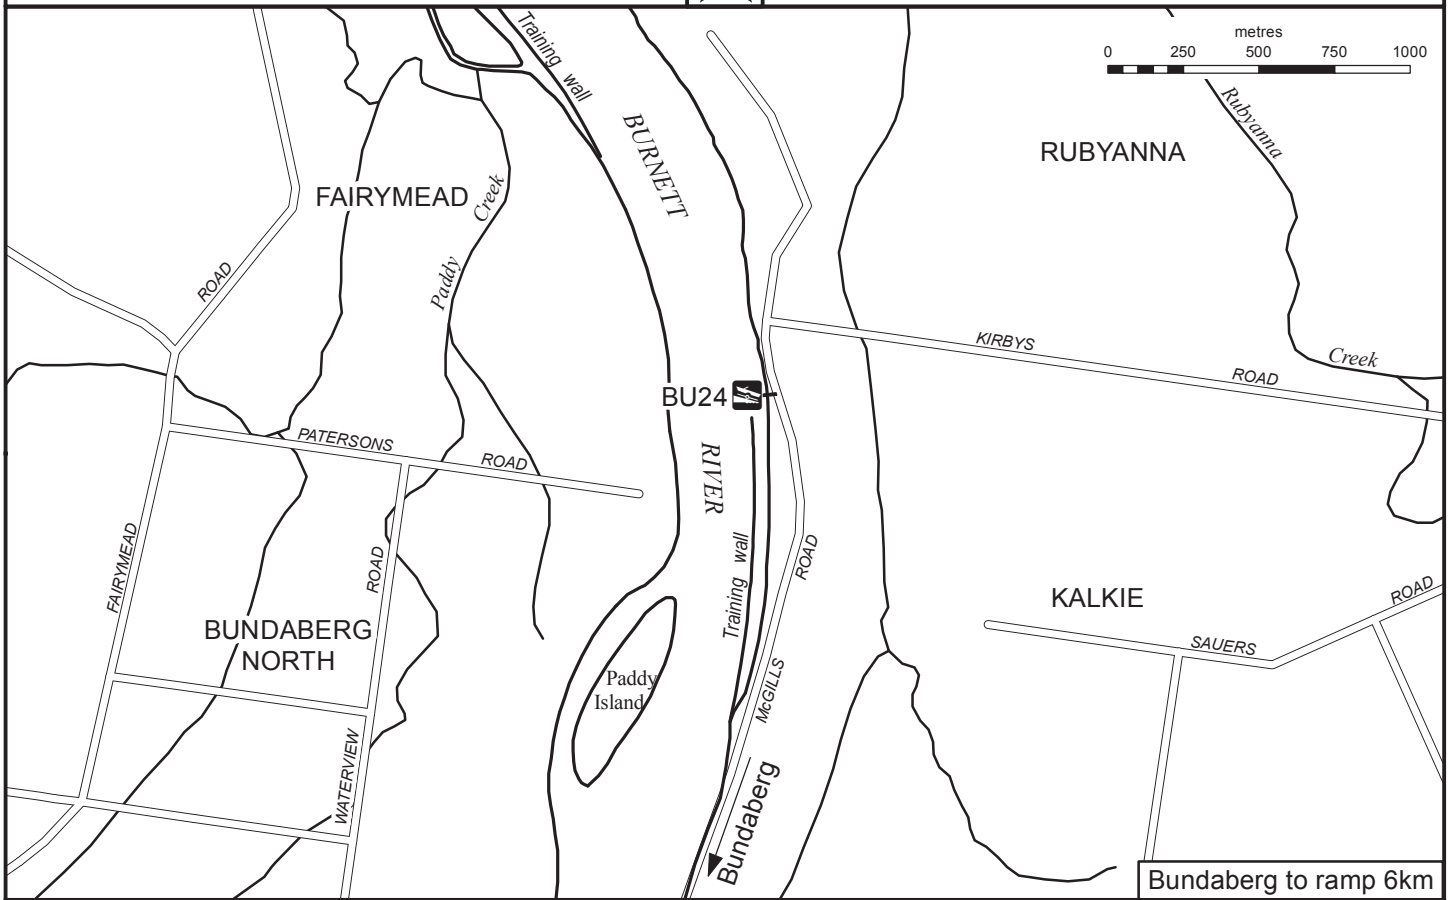 metres
0 250 500 750 1000
Training wall
BURNETT
Rubyanna
RUBYANNA
FAIRYMEAD
Creek
Paddy
ROAD
KIRBYS
ROAD
Creek
BU24
PATERSONS
ROAD
RIVER
FAIRYMEAD
ROAD
Training wall
ROAD
KALKIE
ROAD
SAUERS
BUNDABERG
NORTH
Paddy
Island
McGILLS
WATERVIEW
Bundaberg
Bundaberg to ramp 6km